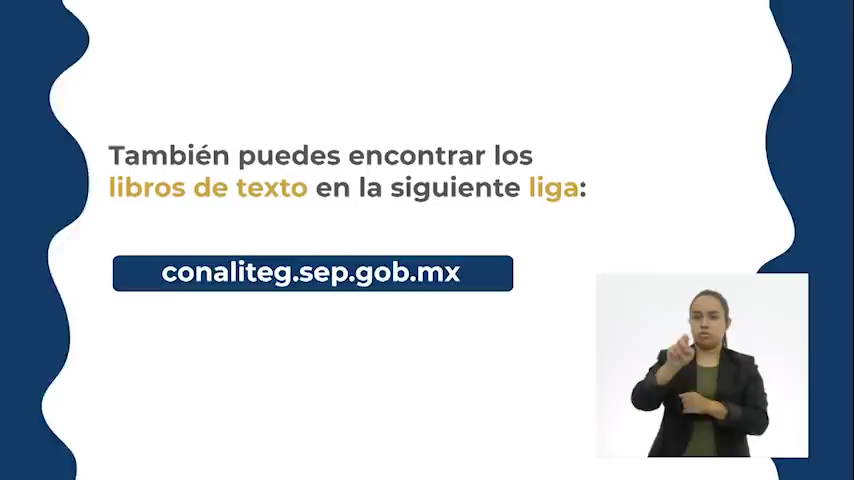 También puedes encontrar los
libros de texto en la siguiente liga:
conaliteg.sep.gob.mx